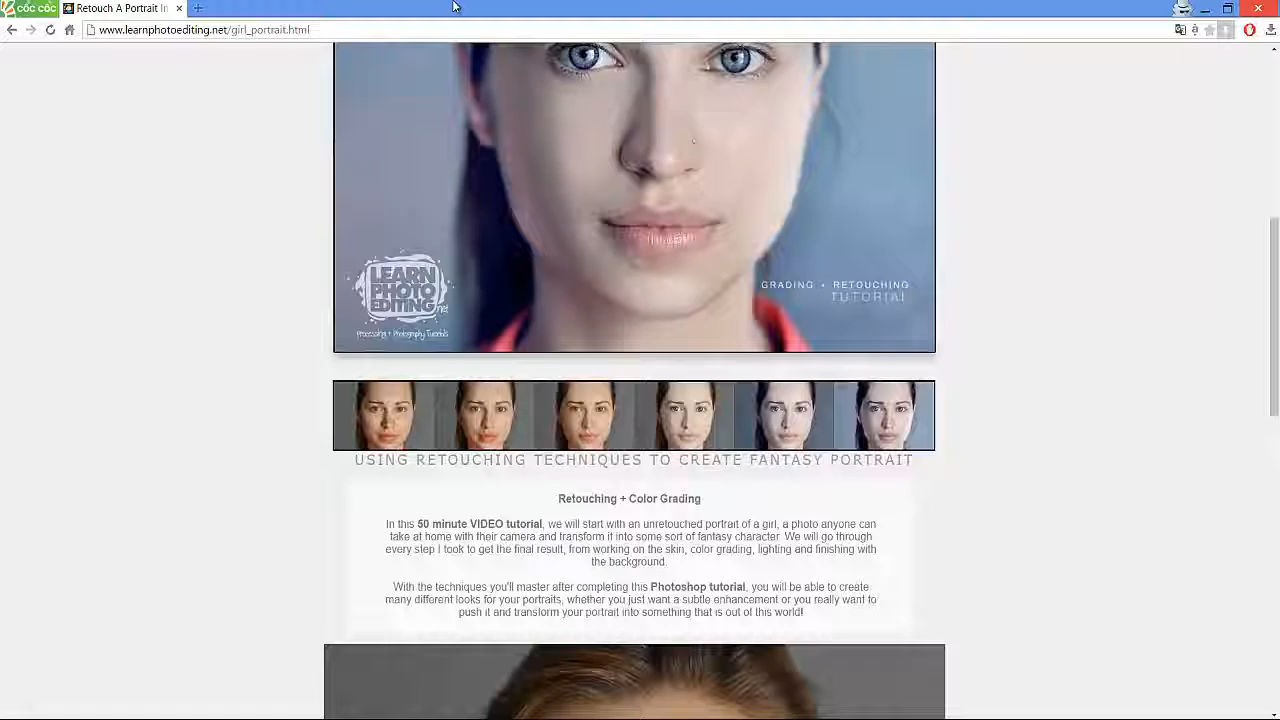 cốc cốc
Retouch A Portrait In
www.learnphotoediting.net/girl_portrait.html
LEARN
PHOTO
EDITING
.net
Processing + Photography Tutorials
GRADING + RETOUCHING
TUTORIAL
USING RETOUCHING TECHNIQUES TO CREATE FANTASY PORTRAIT
Retouching + Color Grading
In this 50 minute VIDEO tutorial, we will start with an unretouched portrait of a girl, a photo anyone can
take at home with their camera and transform it into some sort of fantasy character. We will go through
every step I took to get the final result, from working on the skin, color grading, lighting and finishing with
the background.
With the techniques you'll master after completing this Photoshop tutorial, you will be able to create
many different looks for your portraits, whether you just want a subtle enhancement or you really want to
push it and transform your portrait into something that is out of this world!